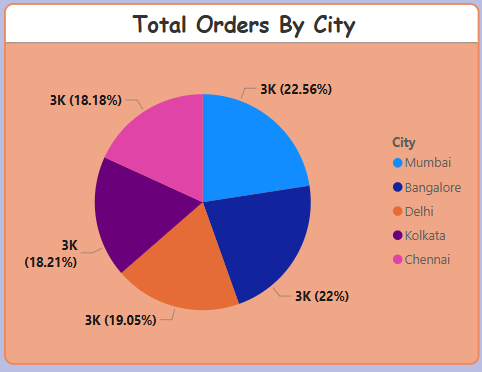 Total Orders By City
3K (18.18%)
3K (22.56%)
City
Mumbai
Bangalore
Delhi
Kolkata
Chennai
3K
(18.21%)
3K (22%)
3K (19.05%)